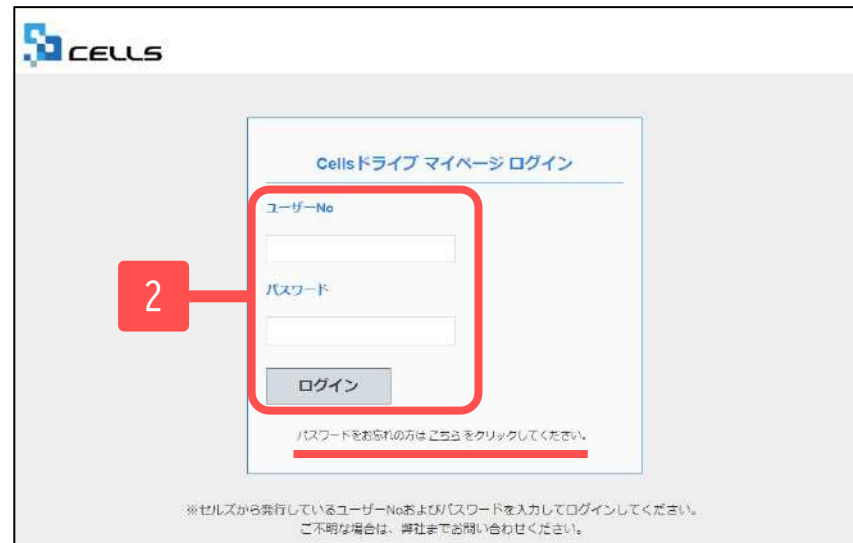 CELLS
Cellsドライブ マイページ ログイン
ユーザーNo
2
パスワード
ログイン
パスワードをお忘れの方はこちらをクリックしてください。
※セルズから発行しているユーザーNoおよびパスワードを入力してログインしてください。
ご不明な場合は、弊社までお問い合わせください。